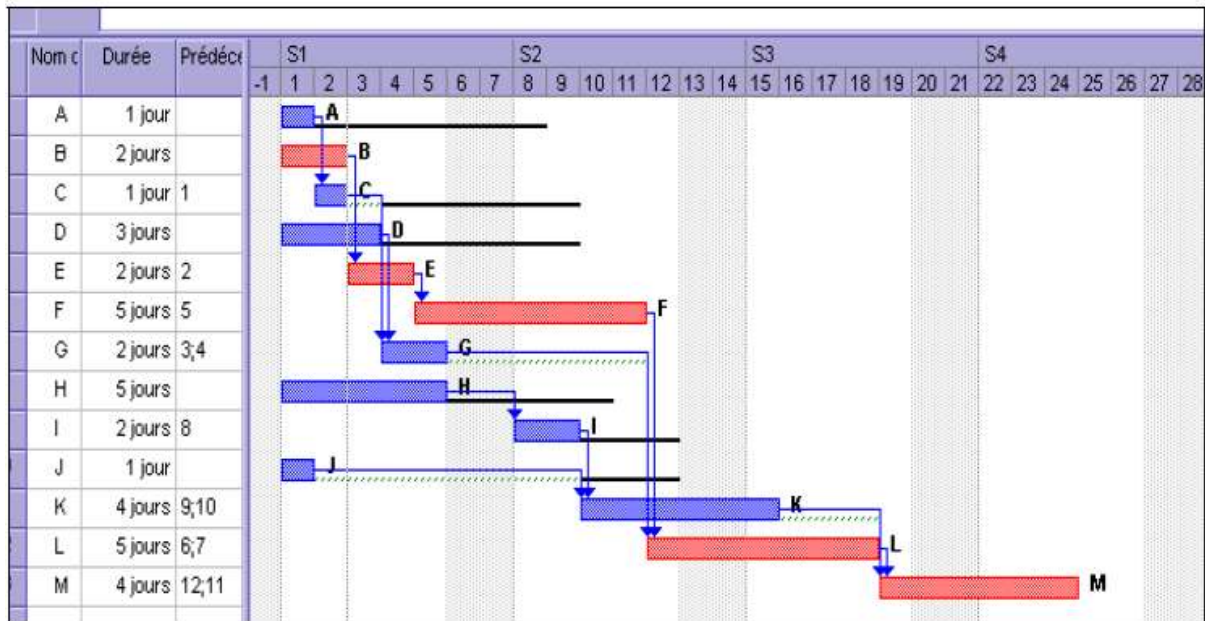 Nom d Durée Prédéce S1 S2 S3 S4
-1 1 2 3 4 5 6 7 8 9 10 11 12 13 14 15 16 17 18 19 20 21 22 23 24 25 26 27 28
A 1 jour A
B 2 jours B
C 1 jour 1 C
D 3 jours D
E 2 jours 2 E
F 5 jours 5 F
G 2 jours 3;4 G
H 5 jours H
I 2 jours 8 I
J 1 jour J
K 4 jours 9;10 K
L 5 jours 6;7 L
M 4 jours 12;11 M